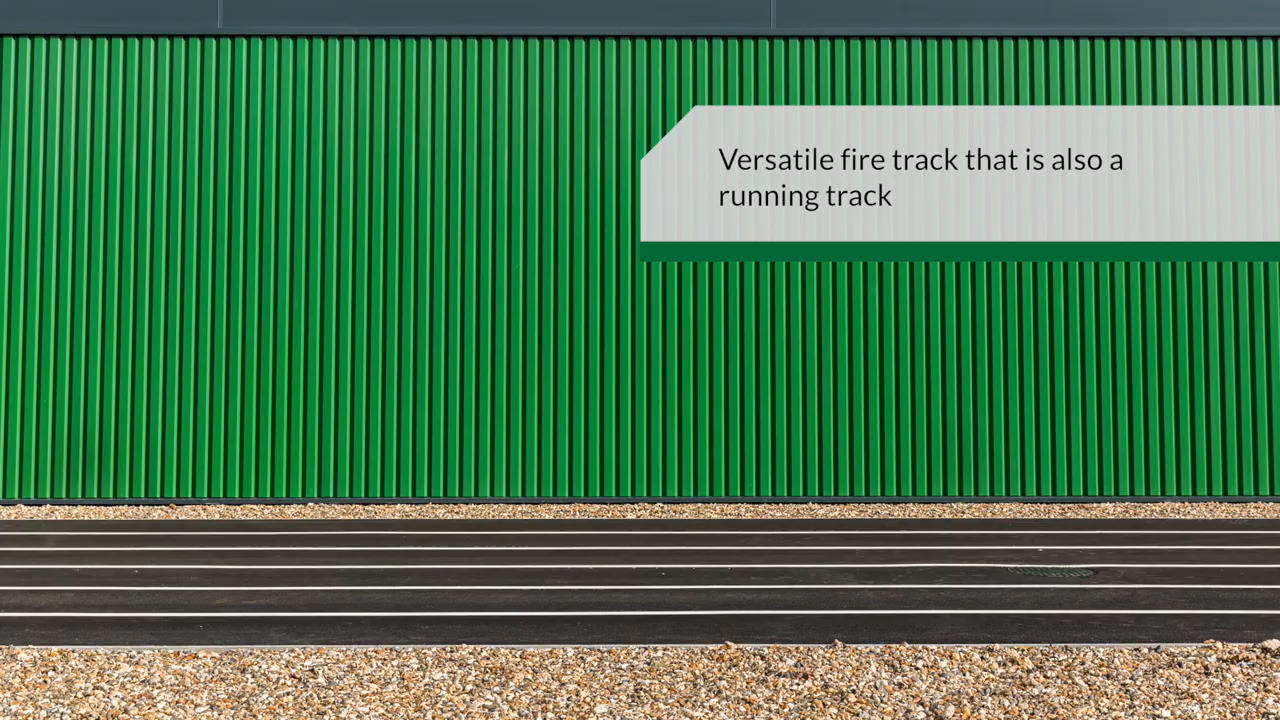 Versatile fire track that is also a
running track